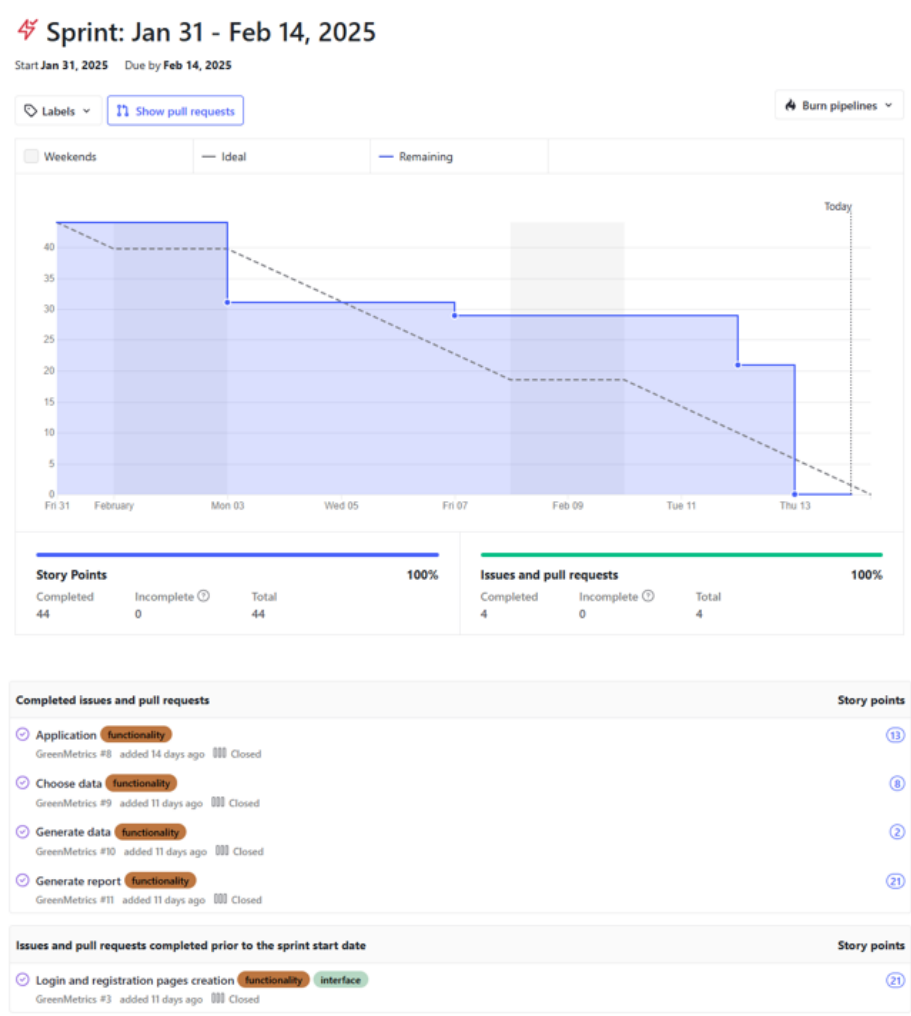 Sprint: Jan 31 - Feb 14, 2025
Start Jan 31, 2025 Due by Feb 14, 2025
Labels Show pull requests Burn pipelines
Weekends Ideal Remaining
Today
40
35
30
25
20
15
10
5
0
Fri 31 February Mon 03 Wed 05 Fri 07 Feb 09 Tue 11 Thu 13
Story Points 100% Issues and pull requests 100%
Completed Incomplete ? Total Completed Incomplete ? Total
44 0 44 4 0 4
Completed issues and pull requests Story points
Application functionality 13
GreenMetrics #8 added 14 days ago Closed
Choose data functionality 8
GreenMetrics #9 added 11 days ago Closed
Generate data functionality 2
GreenMetrics #10 added 11 days ago Closed
Generate report functionality 21
GreenMetrics #11 added 11 days ago Closed
Issues and pull requests completed prior to the sprint start date Story points
Login and registration pages creation functionality interface 21
GreenMetrics #3 added 11 days ago Closed